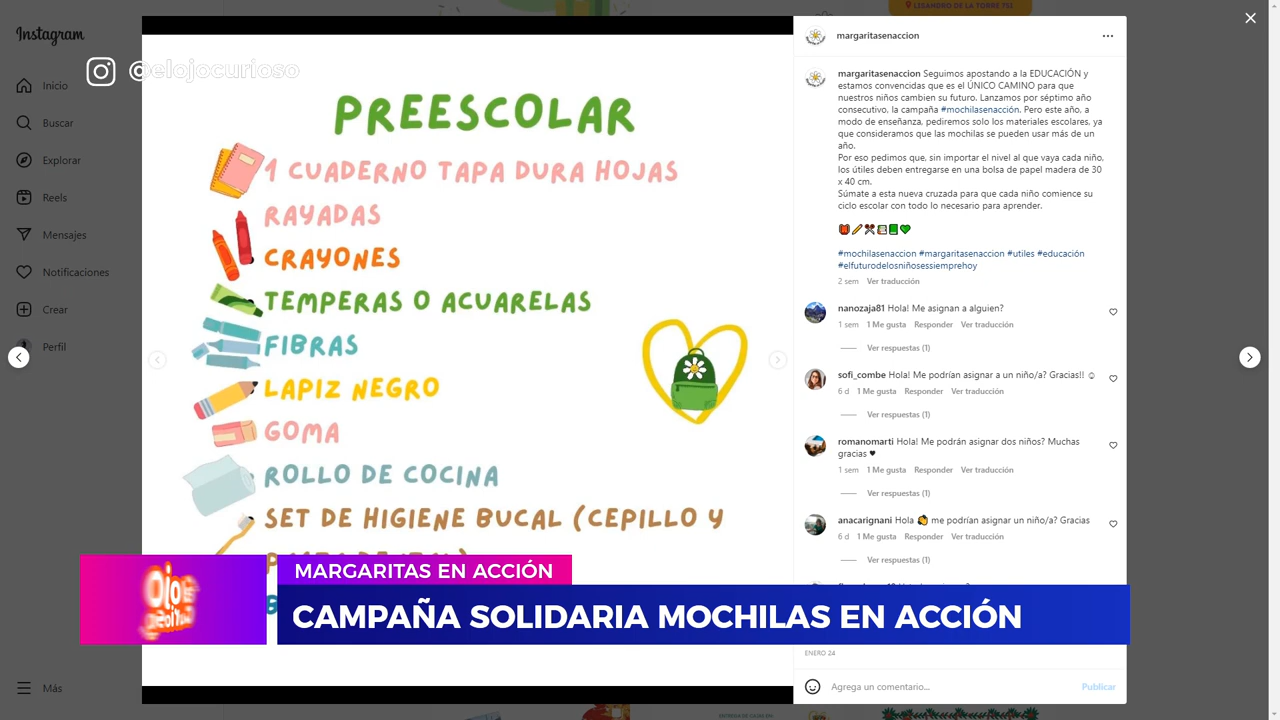 LISANDRO DE LA TORRE 755
Instagram
@elojocurioso
Inicio
Buscar
Explorar
Reels
Mensajes
Notificaciones
Crear
Perfil
Más
PREESCOLAR
1 CUADERNO TAPA DURA HOJAS
RAYADAS
CRAYONES
TEMPERAS O ACUARELAS
FIBRAS
LAPIZ NEGRO
GOMA
ROLLO DE COCINA
SET DE HIGIENE BUCAL (CEPILLO Y
MARGARITAS EN ACCIÓN
CAMPAÑA SOLIDARIA MOCHILAS EN ACCIÓN
margaritasenaccion
margaritasenaccion Seguimos apostando a la EDUCACIÓN y
estamos convencidas que es el ÚNICO CAMINO para que
nuestros niños cambien su futuro. Lanzamos por séptimo año
consecutivo, la campaña #mochilasenacción. Pero este año, a
modo de enseñanza, pediremos solo los materiales escolares, ya
que consideramos que las mochilas se pueden usar más de un
año.
Por eso pedimos que, sin importar el nivel al que vaya cada niño,
los útiles deben entregarse en una bolsa de papel madera de 30
x 40 cm.
Súmate a esta nueva cruzada para que cada niño comience su
ciclo escolar con todo lo necesario para aprender.
#mochilasenaccion #margaritasenaccion #utiles #educación
#elfuturodelosniñosessiemprehoy
2 sem Ver traducción
nanozaja81 Hola! Me asignan a alguien?
1 sem 1 Me gusta Responder Ver traducción
Ver respuestas (1)
sofi_combe Hola! Me podrían asignar a un niño/a? Gracias!! ☺
6 d 1 Me gusta Responder Ver traducción
Ver respuestas (1)
romanomarti Hola! Me podrán asignar dos niños? Muchas
gracias ♥
1 sem 1 Me gusta Responder Ver traducción
Ver respuestas (1)
anacarignani Hola 👏 me podrían asignar un niño/a? Gracias
6 d 1 Me gusta Responder Ver traducción
Ver respuestas (1)
ENERO 24
Agrega un comentario...
Publicar